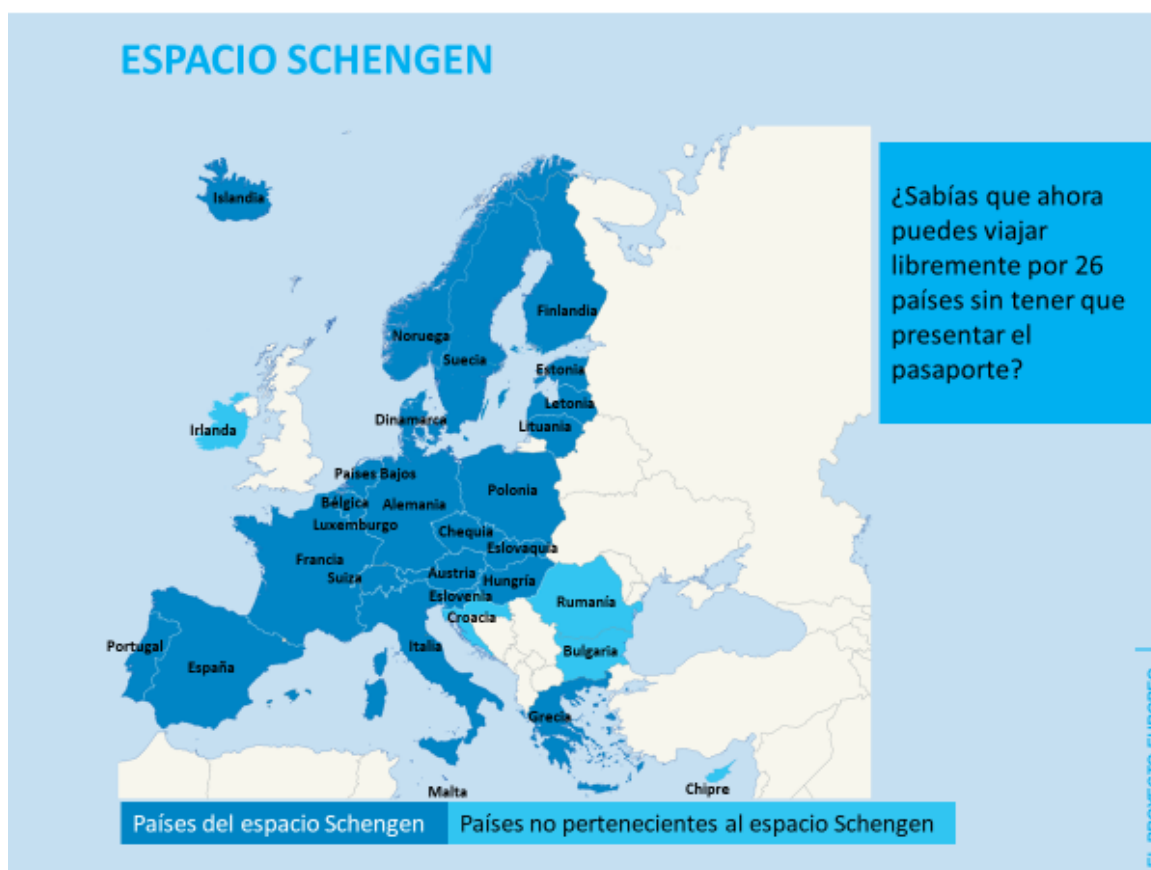 ESPACIO SCHENGEN
¿Sabías que ahora
puedes viajar
libremente por 26
países sin tener que
presentar el
pasaporte?
Islandia
Finlandia
Noruega
Suecia
Estonia
Letonia
Dinamarca
Lituania
Irlanda
Países Bajos
Polonia
Bélgica
Alemania
Luxemburgo
Chequia
Eslovaquia
Francia
Suiza
Austria
Hungría
Eslovenia
Rumanía
Croacia
Portugal
Italia
Bulgaria
España
Grecia
Malta
Chipre
Países del espacio Schengen
Países no pertenecientes al espacio Schengen